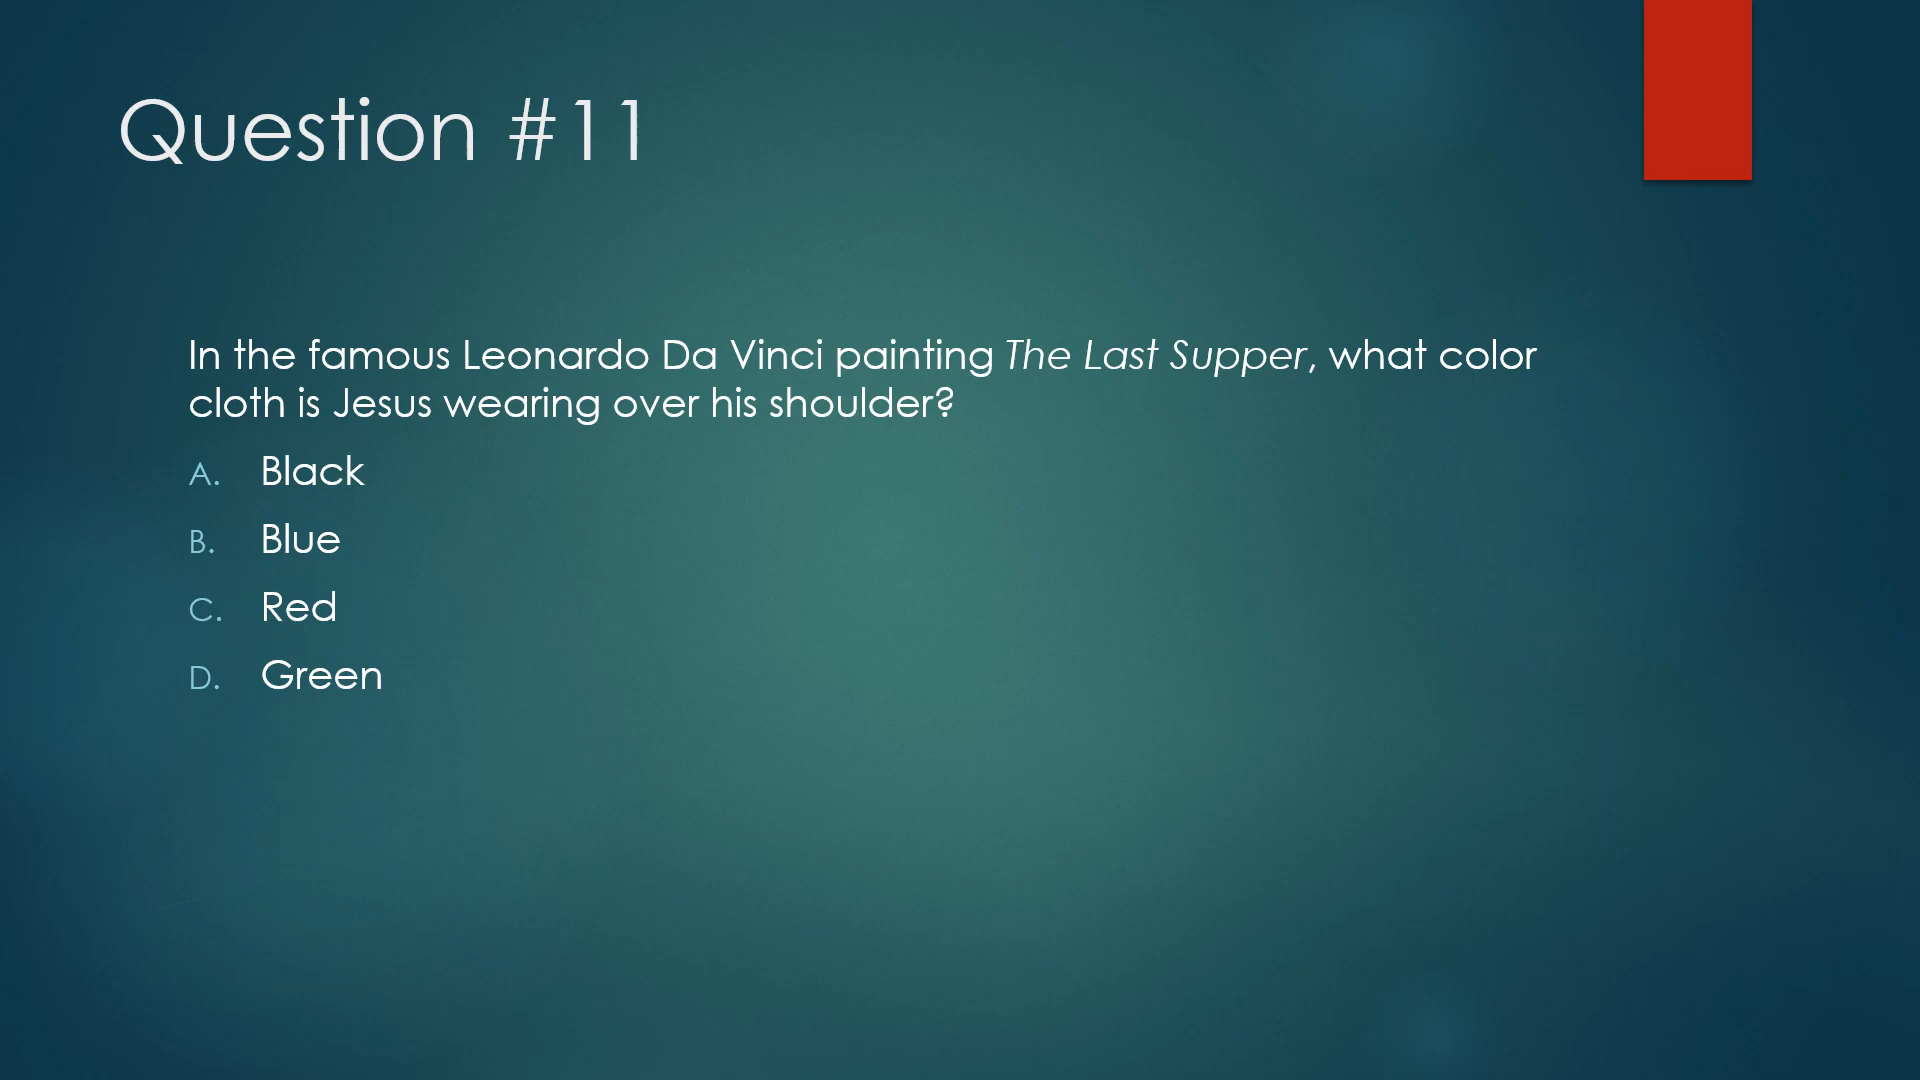 Question #11
In the famous Leonardo Da Vinci painting The Last Supper, what color
cloth is Jesus wearing over his shoulder?
A. Black
B. Blue
C. Red
D. Green